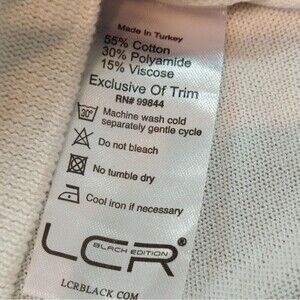 Made In Turkey
55% Cotton
30% Polyamide
15% Viscose
Exclusive Of Trim
RN# 99844
30° Machine wash cold
separately gentle cycle
Do not bleach
No tumble dry
Cool iron if necessary
LCR®
BLACK EDITION
LCRBLACK.COM